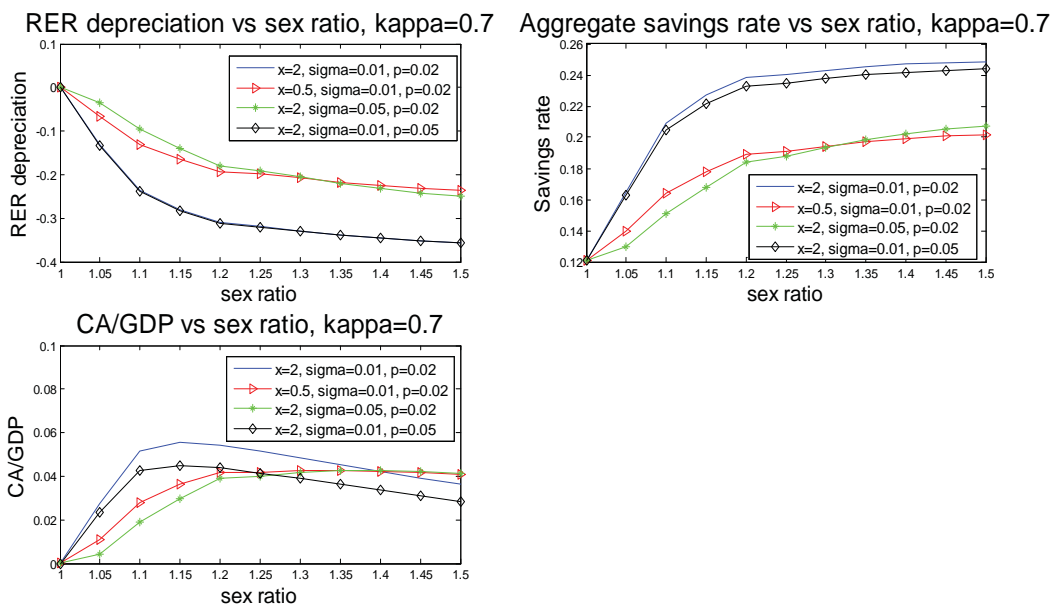 RER depreciation vs sex ratio, kappa=0.7
0.1
0
-0.1
-0.2
-0.3
-0.4
RER depreciation
x=2, sigma=0.01, p=0.02
x=0.5, sigma=0.01, p=0.02
x=2, sigma=0.05, p=0.02
x=2, sigma=0.01, p=0.05
1 1.05 1.1 1.15 1.2 1.25 1.3 1.35 1.4 1.45 1.5
sex ratio
Aggregate savings rate vs sex ratio, kappa=0.7
0.26
0.24
0.22
0.2
0.18
0.16
0.14
0.12
Savings rate
x=2, sigma=0.01, p=0.02
x=0.5, sigma=0.01, p=0.02
x=2, sigma=0.05, p=0.02
x=2, sigma=0.01, p=0.05
1 1.05 1.1 1.15 1.2 1.25 1.3 1.35 1.4 1.45 1.5
sex ratio
CA/GDP vs sex ratio, kappa=0.7
0.1
0.08
0.06
0.04
0.02
0
CA/GDP
x=2, sigma=0.01, p=0.02
x=0.5, sigma=0.01, p=0.02
x=2, sigma=0.05, p=0.02
x=2, sigma=0.01, p=0.05
1 1.05 1.1 1.15 1.2 1.25 1.3 1.35 1.4 1.45 1.5
sex ratio